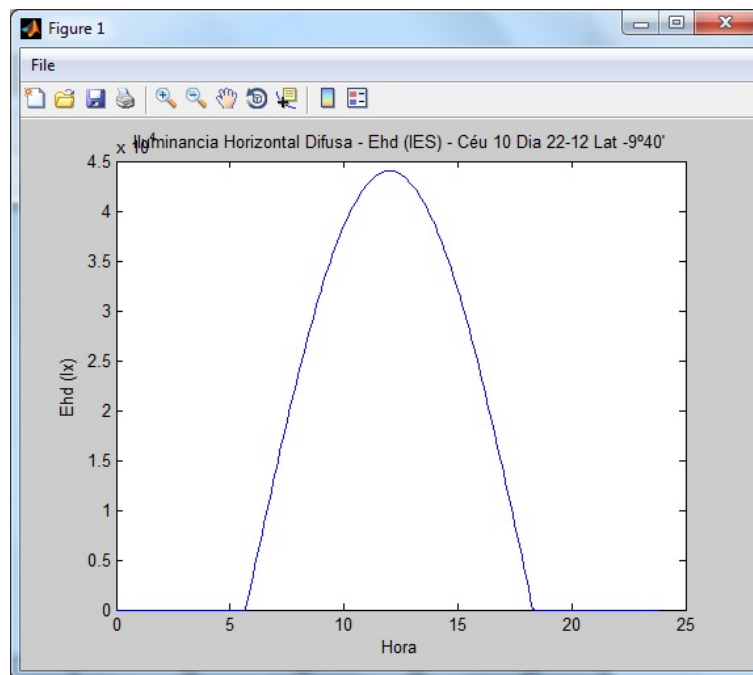 Figure 1
File
x 10^4
Iluminancia Horizontal Difusa - Ehd (IES) - Céu 10 Dia 22-12 Lat -9º40'
4.5
4
3.5
3
2.5
2
1.5
1
0.5
0
Ehd (lx)
0 5 10 15 20 25
Hora